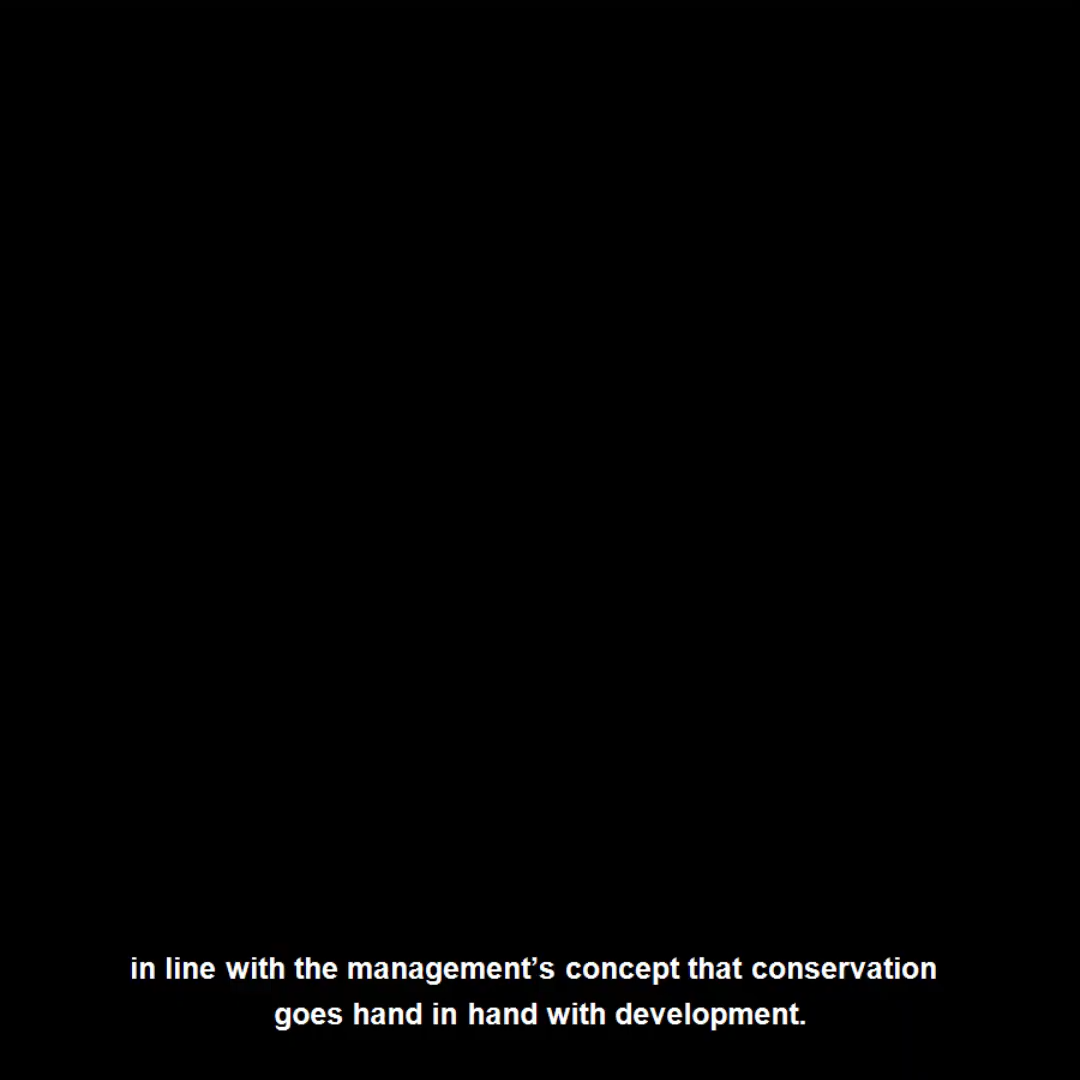 in line with the management’s concept that conservation
goes hand in hand with development.